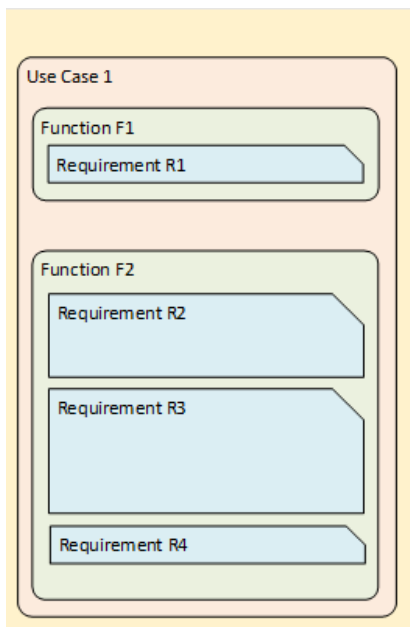 Use Case 1
Function F1
Requirement R1
Function F2
Requirement R2
Requirement R3
Requirement R4